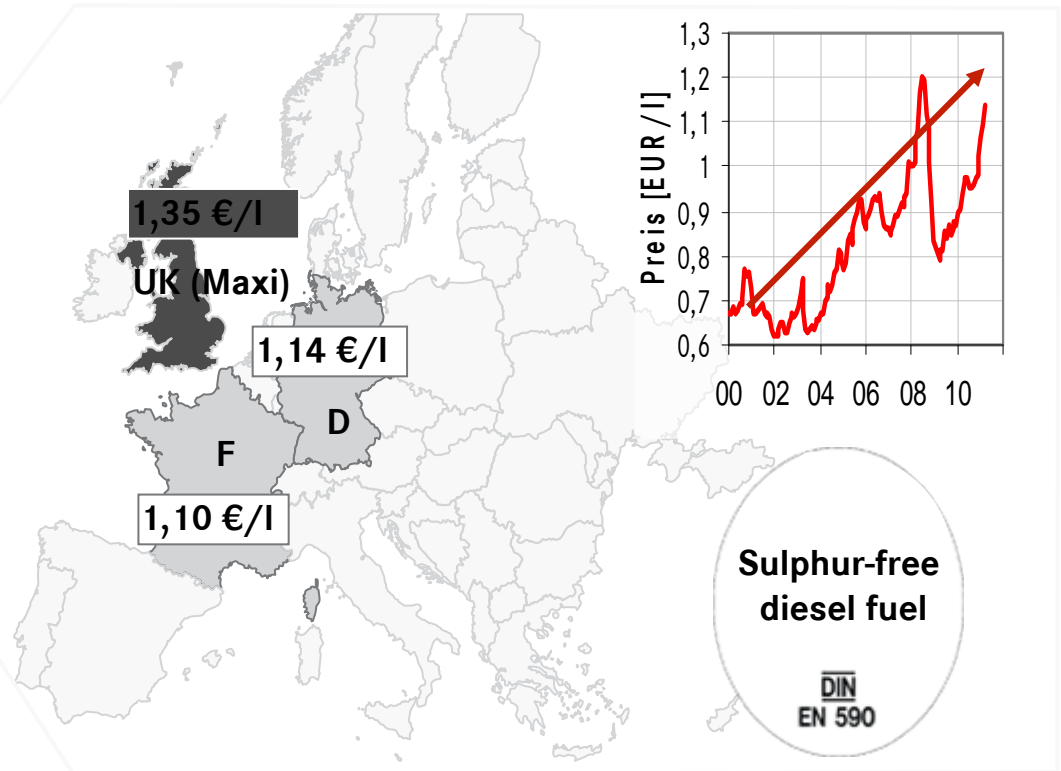 1,35 €/l
UK (Maxi)
1,14 €/l
D
F
1,10 €/l
Preis [EUR /l]
1,3
1,2
1,1
1
0,9
0,8
0,7
0,6
00 02 04 06 08 10
Sulphur-free
diesel fuel
DIN
EN 590